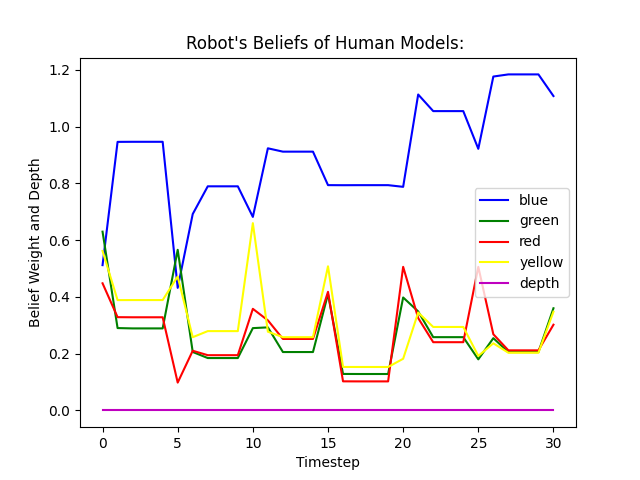 Robot's Beliefs of Human Models:
Belief Weight and Depth
1.2
1.0
0.8
0.6
0.4
0.2
0.0
blue
green
red
yellow
depth
0 5 10 15 20 25 30
Timestep